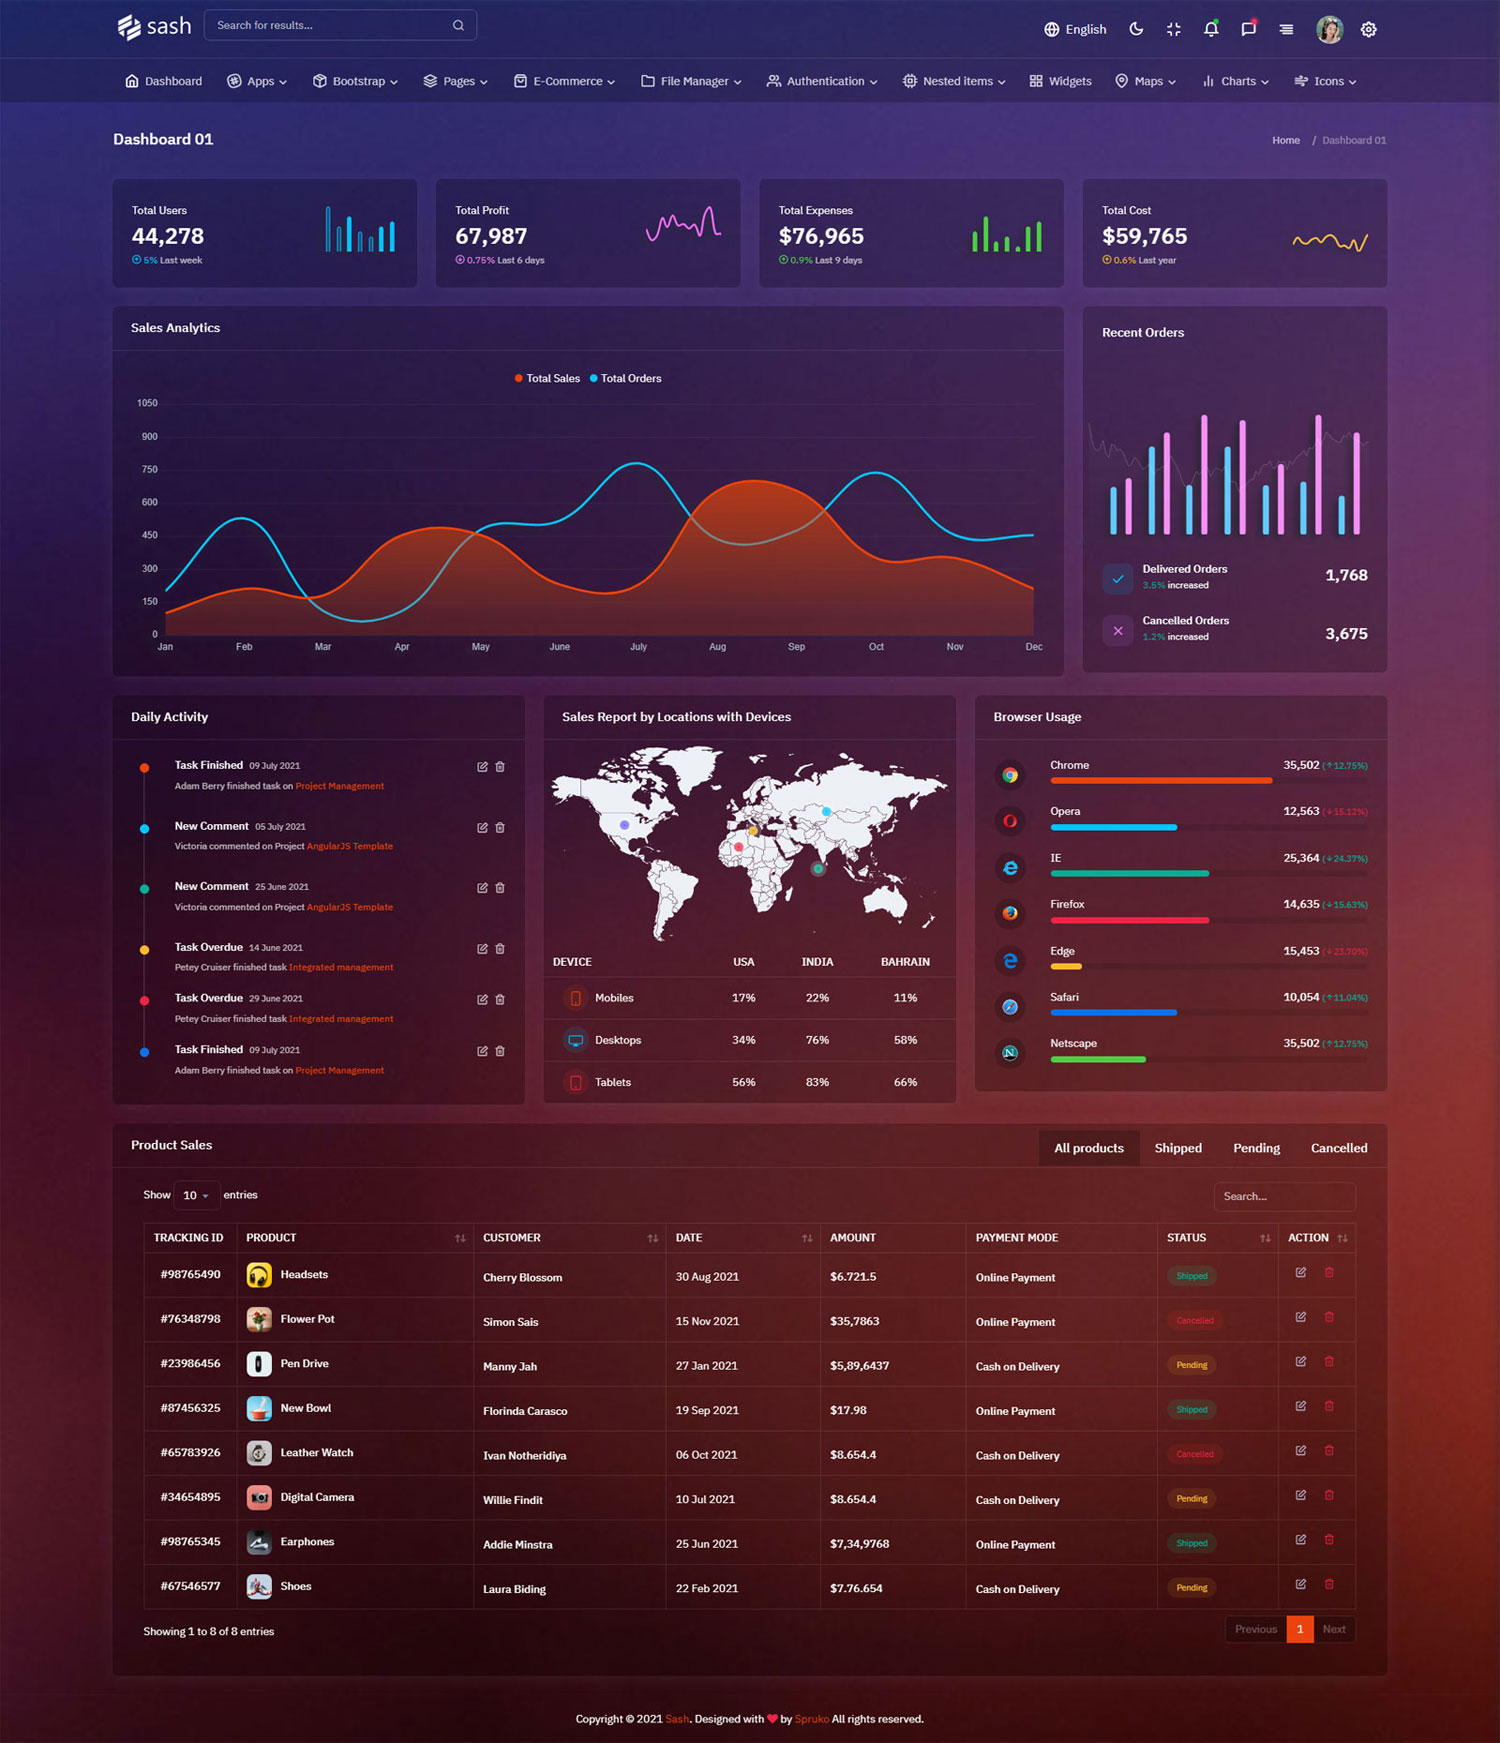 sash
Search for results...
English
Dashboard Apps Bootstrap Pages E-Commerce File Manager Authentication Nested items Widgets Maps Charts Icons
Dashboard 01
Home / Dashboard 01
Total Users
44,278
5% Last week
Total Profit
67,987
0.75% Last 6 days
Total Expenses
$76,965
0.9% Last 9 days
Total Cost
$59,765
0.6% Last year
Sales Analytics
Total Sales Total Orders
1050
900
750
600
450
300
150
0
Jan Feb Mar Apr May June July Aug Sep Oct Nov Dec
Recent Orders
Delivered Orders
3.5% increased
1,768
Cancelled Orders
1.2% increased
3,675
Daily Activity
Task Finished 09 July 2021
Adam Berry finished task on Project Management
New Comment 05 July 2021
Victoria commented on Project AngularJS Template
New Comment 25 June 2021
Victoria commented on Project AngularJS Template
Task Overdue 14 June 2021
Petey Cruiser finished task Integrated management
Task Overdue 29 June 2021
Petey Cruiser finished task Integrated management
Task Finished 09 July 2021
Adam Berry finished task on Project Management
Sales Report by Locations with Devices
DEVICE USA INDIA BAHRAIN
Mobiles 17% 22% 11%
Desktops 34% 76% 58%
Tablets 56% 83% 66%
Browser Usage
Chrome 35,502 (↑12.75%)
Opera 12,563 (↓15.12%)
IE 25,364 (↓24.37%)
Firefox 14,635 (↑15.63%)
Edge 15,453 (↓23.70%)
Safari 10,054 (↑11.04%)
Netscape 35,502 (↑12.75%)
Product Sales
All products Shipped Pending Cancelled
Show 10 entries
Search...
TRACKING ID PRODUCT CUSTOMER DATE AMOUNT PAYMENT MODE STATUS ACTION
#98765490 Headsets Cherry Blossom 30 Aug 2021 $6.721.5 Online Payment Shipped
#76348798 Flower Pot Simon Sais 15 Nov 2021 $35,7863 Online Payment Cancelled
#23986456 Pen Drive Manny Jah 27 Jan 2021 $5,89,6437 Cash on Delivery Pending
#87456325 New Bowl Florinda Carasco 19 Sep 2021 $17.98 Online Payment Shipped
#65783926 Leather Watch Ivan Notheridiya 06 Oct 2021 $8.654.4 Cash on Delivery Cancelled
#34654895 Digital Camera Willie Findit 10 Jul 2021 $8.654.4 Cash on Delivery Pending
#98765345 Earphones Addie Minstra 25 Jun 2021 $7,34,9768 Online Payment Shipped
#67546577 Shoes Laura Biding 22 Feb 2021 $7.76.654 Cash on Delivery Pending
Showing 1 to 8 of 8 entries
Previous 1 Next
Copyright © 2021 Sash. Designed with ❤ by Spruko All rights reserved.